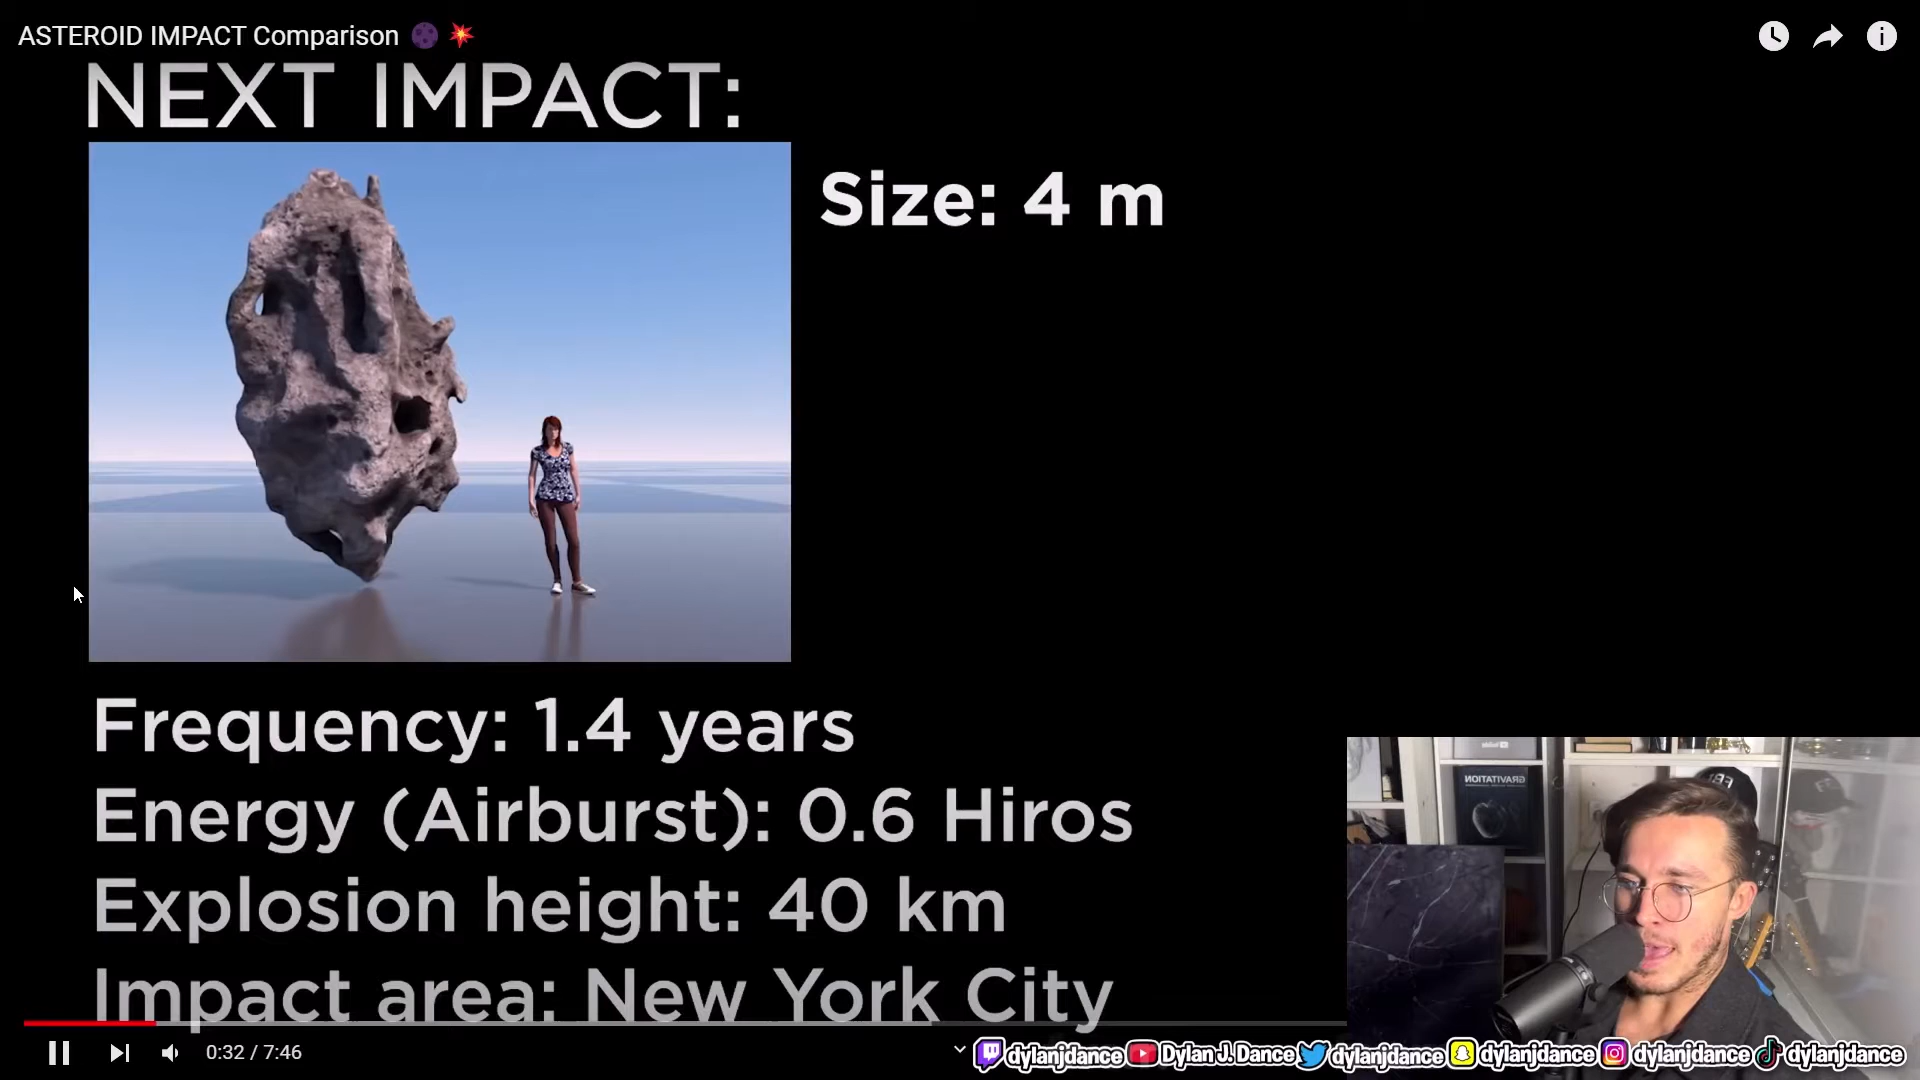 ASTEROID IMPACT Comparison
NEXT IMPACT:
Size: 4 m
Frequency: 1.4 years
Energy (Airburst): 0.6 Hiros
Explosion height: 40 km
Impact area: New York City
GRAVITATION
FBI
0:32 / 7:46
dylanjdance Dylan J. Dance dylanjdance dylanjdance dylanjdance dylanjdance